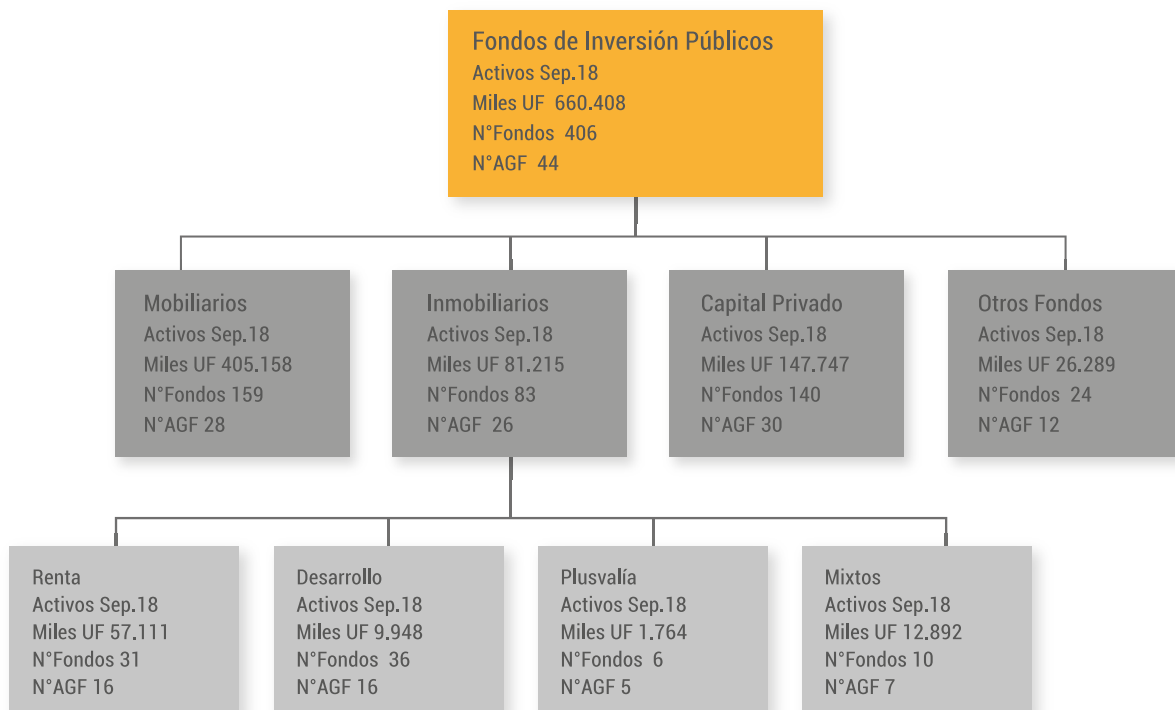 Fondos de Inversión Públicos
Activos Sep.18
Miles UF 660.408
N°Fondos 406
N°AGF 44
Mobiliarios
Activos Sep.18
Miles UF 405.158
N°Fondos 159
N°AGF 28
Inmobiliarios
Activos Sep.18
Miles UF 81.215
N°Fondos 83
N°AGF 26
Capital Privado
Activos Sep.18
Miles UF 147.747
N°Fondos 140
N°AGF 30
Otros Fondos
Activos Sep.18
Miles UF 26.289
N°Fondos 24
N°AGF 12
Renta
Activos Sep.18
Miles UF 57.111
N°Fondos 31
N°AGF 16
Desarrollo
Activos Sep.18
Miles UF 9.948
N°Fondos 36
N°AGF 16
Plusvalía
Activos Sep.18
Miles UF 1.764
N°Fondos 6
N°AGF 5
Mixtos
Activos Sep.18
Miles UF 12.892
N°Fondos 10
N°AGF 7